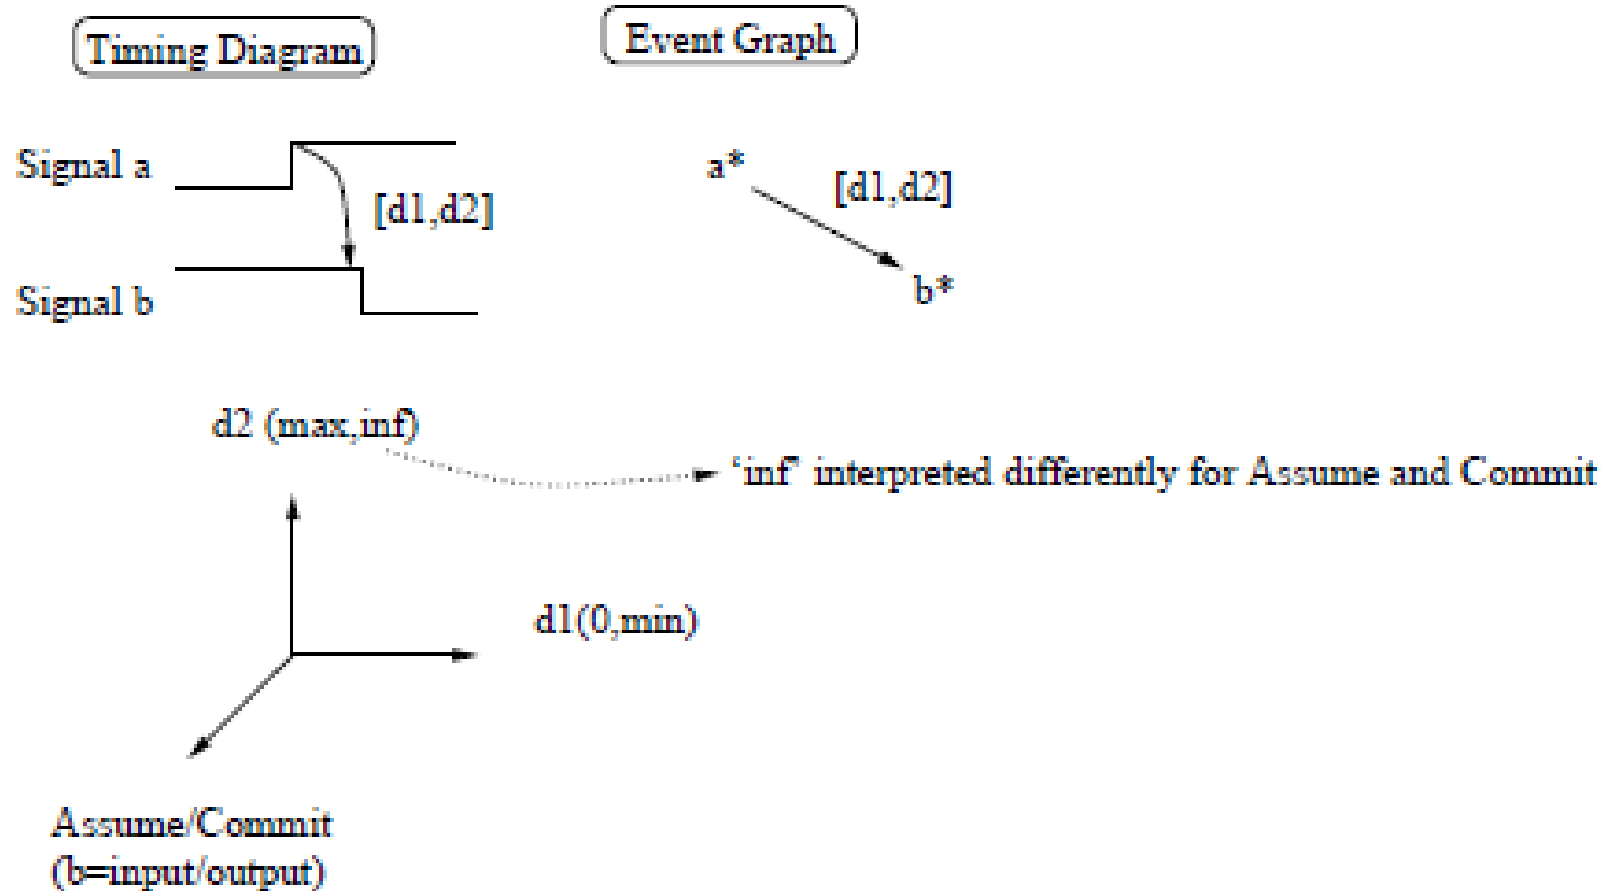 Timing Diagram
Event Graph
Signal a
[d1,d2]
Signal b
a*
[d1,d2]
b*
d2 (max,inf)
'inf' interpreted differently for Assume and Commit
d1(0,min)
Assume/Commit
(b=input/output)